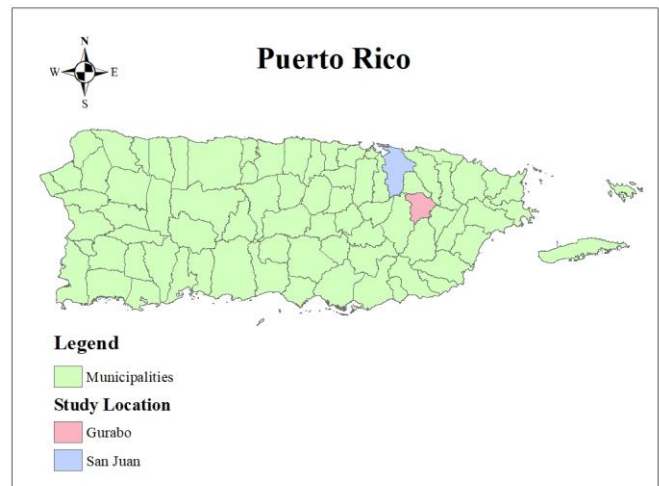 Puerto Rico
N
W E
S
Legend
Municipalities
Study Location
Gurabo
San Juan